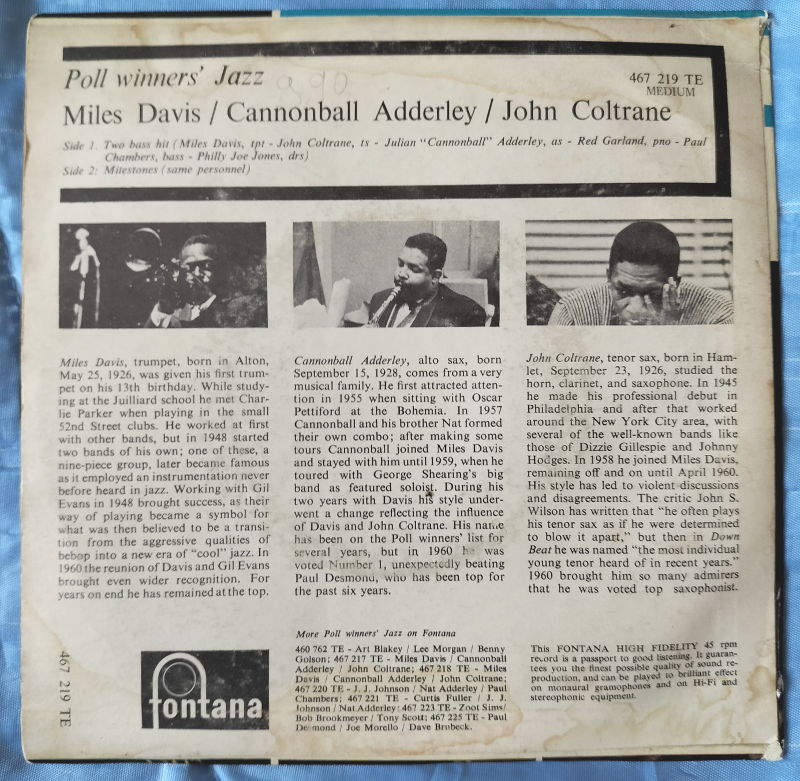 Poll winners' Jazz
990
467 219 TE
MEDIUM
Miles Davis / Cannonball Adderley / John Coltrane
Side 1. Two bass hit (Miles Davis, tpt - John Coltrane, ts - Julian "Cannonball" Adderley, as - Red Garland, pno - Paul
Chambers, bass - Philly Joe Jones, drs)
Side 2: Milestones (same personnel)
Miles Davis, trumpet, born in Alton,
May 25, 1926, was given his first trum-
pet on his 13th birthday. While study-
ing at the Juilliard school he met Char-
lie Parker when playing in the small
52nd Street clubs. He worked at first
with other bands, but in 1948 started
two bands of his own; one of these, a
nine-piece group, later became famous
as it employed an instrumentation never
before heard in jazz. Working with Gil
Evans in 1948 brought success, as their
way of playing became a symbol for
what was then believed to be a transi-
tion from the aggressive qualities of
bebop into a new era of "cool" jazz. In
1960 the reunion of Davis and Gil Evans
brought even wider recognition. For
years on end he has remained at the top.
Cannonball Adderley, alto sax, born
September 15, 1928, comes from a very
musical family. He first attracted atten-
tion in 1955 when sitting with Oscar
Pettiford at the Bohemia. In 1957
Cannonball and his brother Nat formed
their own combo; after making some
tours Cannonball joined Miles Davis
and stayed with him until 1959, when he
toured with George Shearing's big
band as featured soloist. During his
two years with Davis his style under-
went a change reflecting the influence
of Davis and John Coltrane. His name
has been on the Poll winners' list for
several years, but in 1960 he was
voted Number 1, unexpectedly beating
Paul Desmond, who has been top for
the past six years.
John Coltrane, tenor sax, born in Ham-
let, September 23, 1926, studied the
horn, clarinet, and saxophone. In 1945
he made his professional debut in
Philadelphia and after that worked
around the New York City area, with
several of the well-known bands like
those of Dizzie Gillespie and Johnny
Hodges. In 1958 he joined Miles Davis,
remaining off and on until April 1960.
His style has led to violent discussions
and disagreements. The critic John S.
Wilson has written that "he often plays
his tenor sax as if he were determined
to blow it apart," but then in Down
Beat he was named "the most individual
young tenor heard of in recent years."
1960 brought him so many admirers
that he was voted top saxophonist.
467 219 TE
fontana
More Poll winners' Jazz on Fontana
460 762 TE - Art Blakey / Lee Morgan / Benny
Golson; 467 217 TE - Miles Davis / Cannonball
Adderley / John Coltrane; 467 218 TE - Miles
Davis / Cannonball Adderley / John Coltrane;
467 220 TE - J. J. Johnson / Nat Adderley / Paul
Chambers; 467 221 TE - Curtis Fuller / J. J.
Johnson / Nat Adderley; 467 223 TE - Zoot Sims/
Bob Brookmeyer / Tony Scott; 467 225 TE - Paul
Desmond / Joe Morello / Dave Brubeck.
This FONTANA HIGH FIDELITY 45 rpm
record is a passport to good listening. It guaran-
tees you the finest possible quality of sound re-
production, and can be played to brilliant effect
on monaural gramophones and on Hi-Fi and
stereophonic equipment.